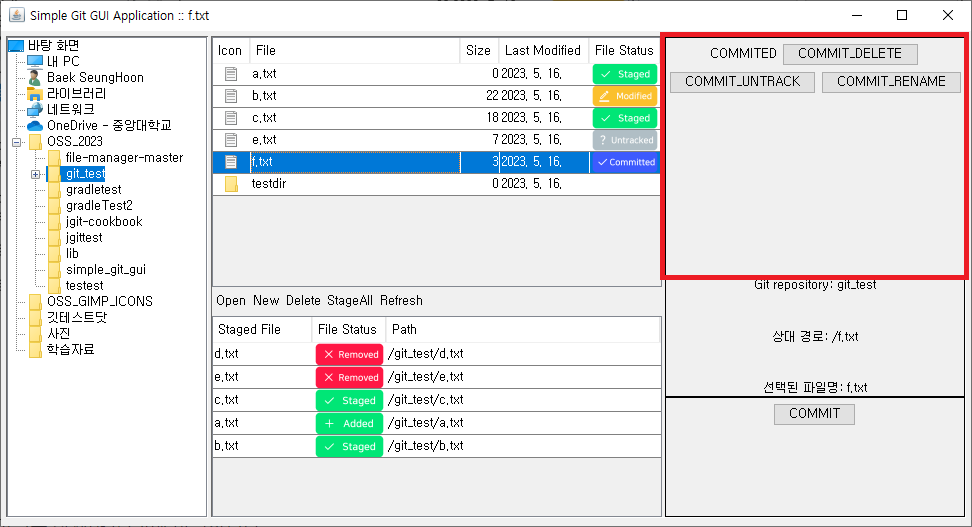 Simple Git GUI Application :: f.txt
바탕 화면
내 PC
Baek SeungHoon
라이브러리
네트워크
OneDrive - 중앙대학교
OSS_2023
file-manager-master
git_test
gradletest
gradleTest2
jgit-cookbook
jgittest
lib
simple_git_gui
testest
OSS_GIMP_ICONS
깃테스트닷
사진
학습자료
Icon File Size Last Modified File Status
a.txt 0 2023. 5. 16. Staged
b.txt 22 2023. 5. 16. Modified
c.txt 18 2023. 5. 16. Staged
e.txt 7 2023. 5. 16. ? Untracked
f.txt 3 2023. 5. 16. Committed
testdir 0 2023. 5. 16.
Open New Delete StageAll Refresh
Staged File File Status Path
d.txt Removed /git_test/d.txt
e.txt Removed /git_test/e.txt
c.txt Staged /git_test/c.txt
a.txt Added /git_test/a.txt
b.txt Staged /git_test/b.txt
COMMITED COMMIT_DELETE
COMMIT_UNTRACK COMMIT_RENAME
Git repository: git_test
상대 경로: /f.txt
선택된 파일명: f.txt
COMMIT